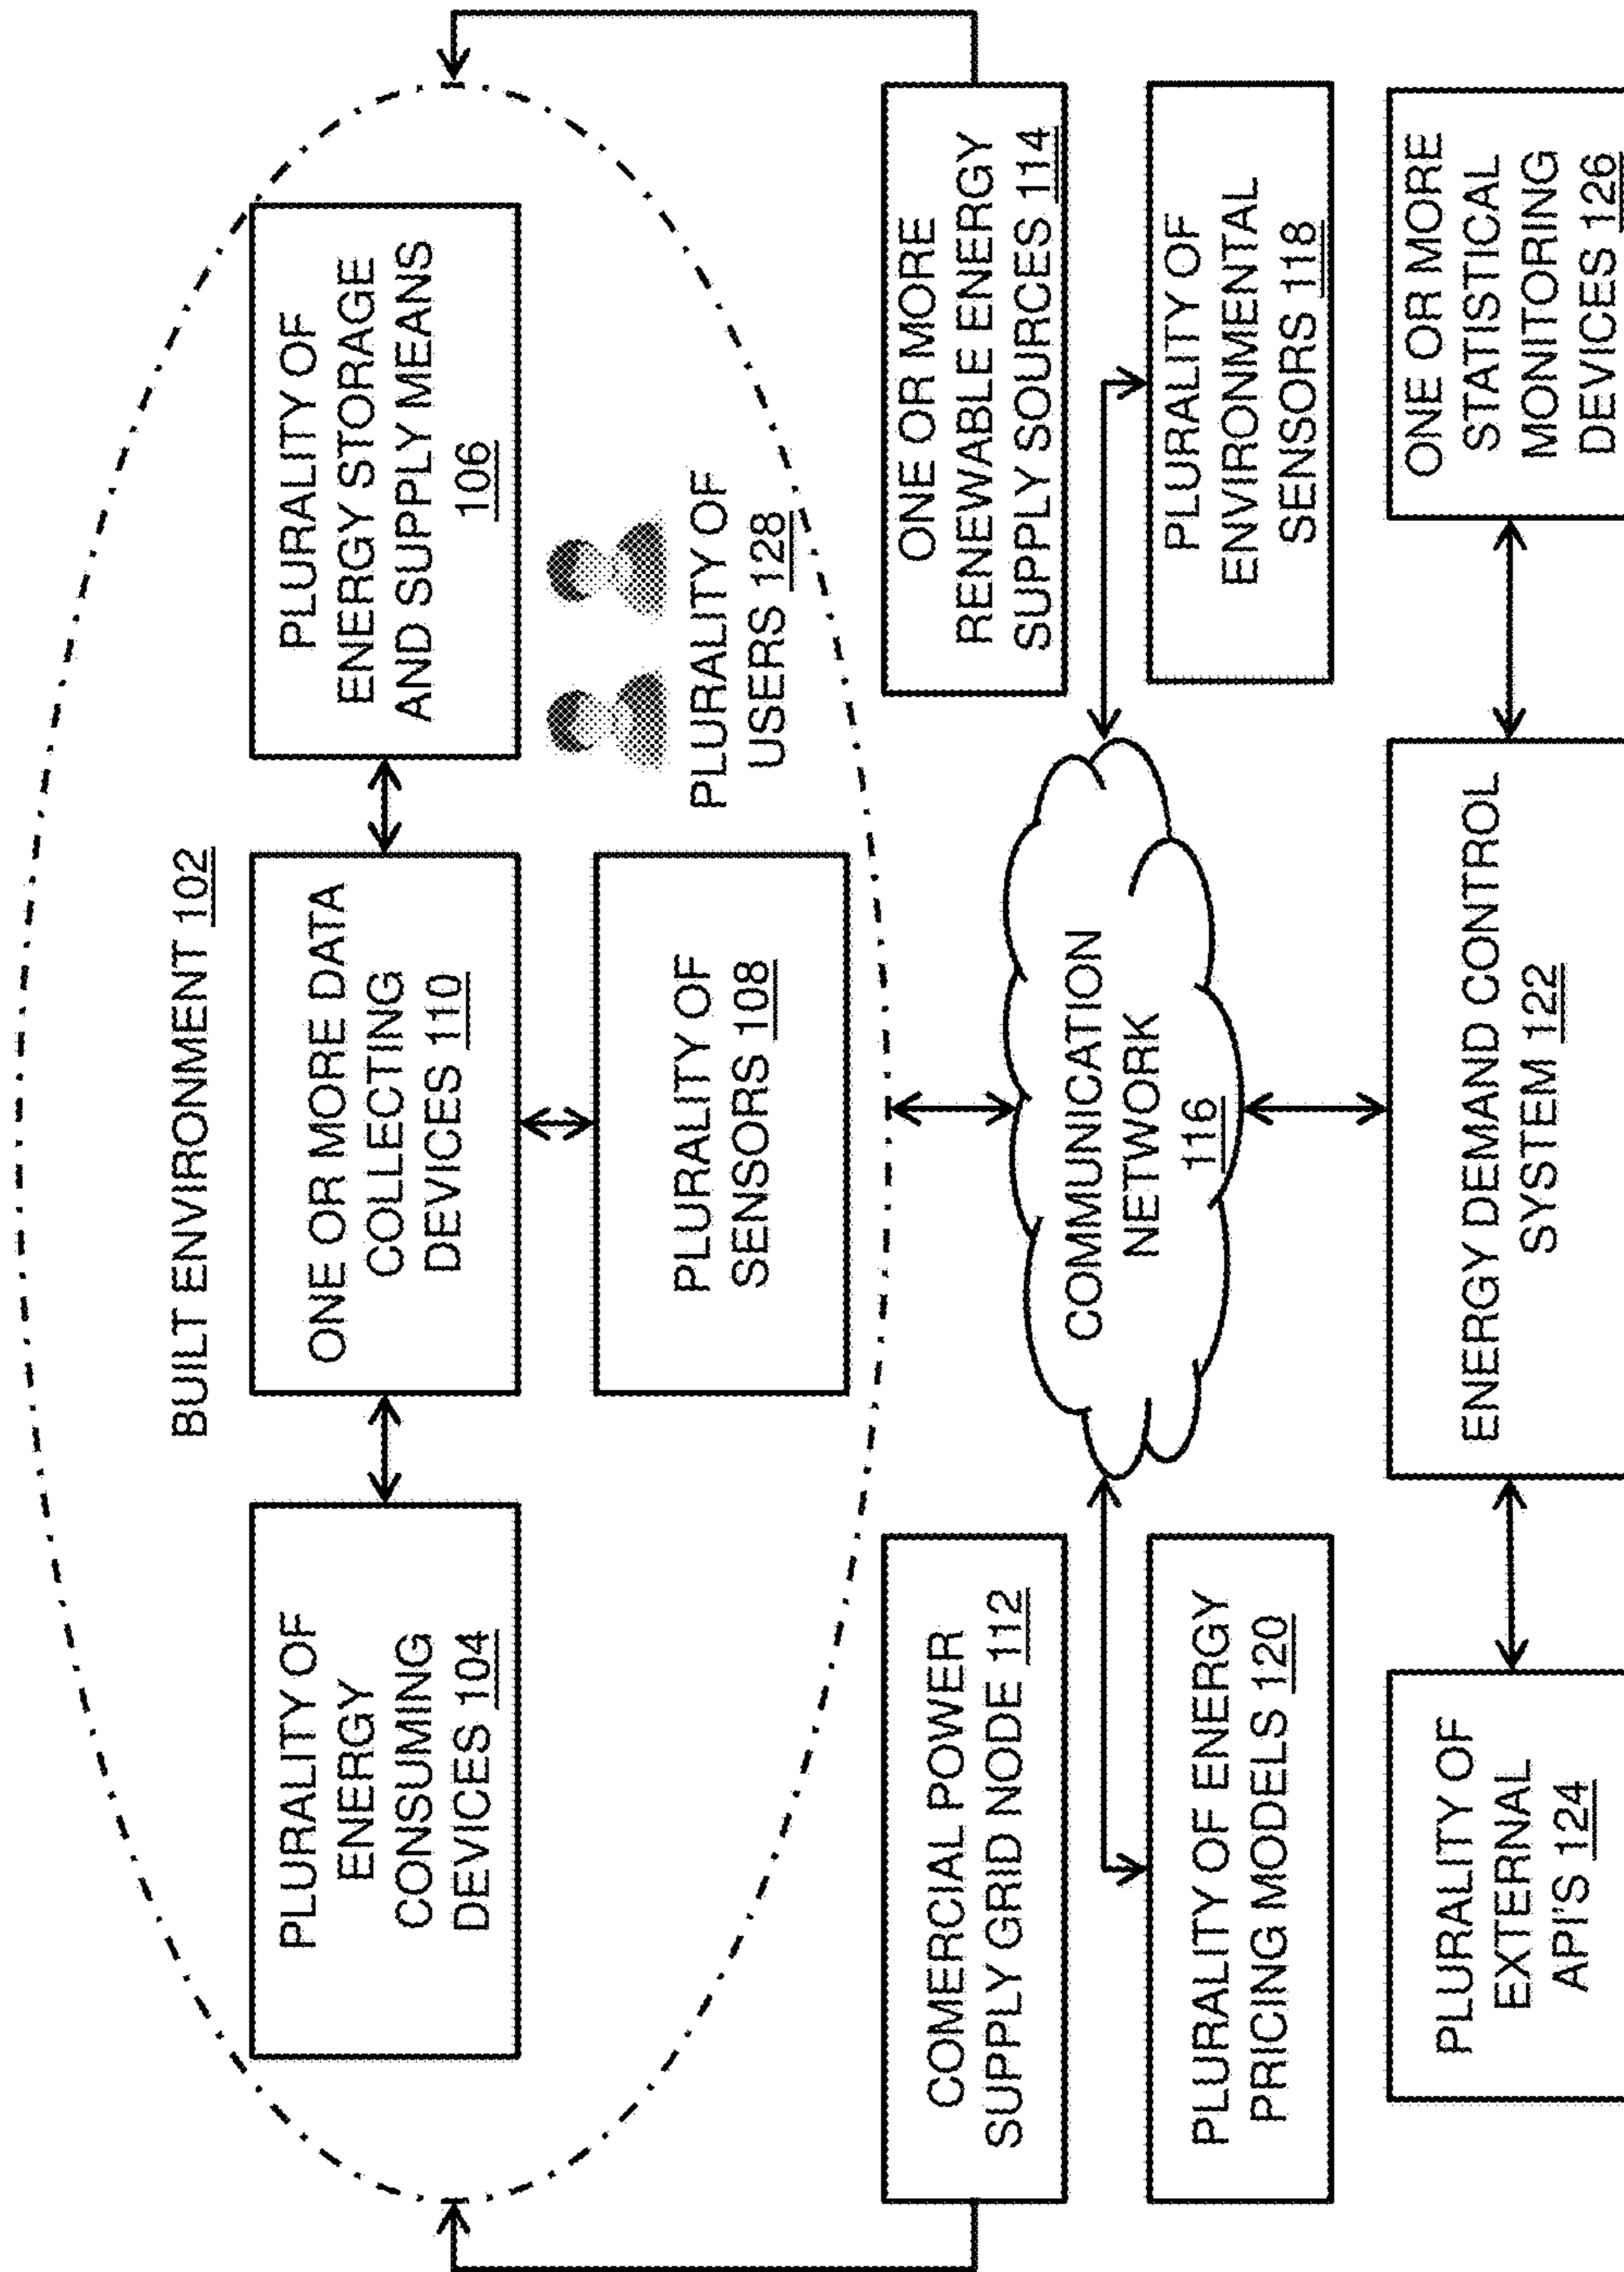 BUILT ENVIRONMENT 102
PLURALITY OF
ENERGY
CONSUMING
DEVICES 104
ONE OR MORE DATA
COLLECTING
DEVICES 110
PLURALITY OF
ENERGY STORAGE
AND SUPPLY MEANS
106
PLURALITY OF
SENSORS 108
PLURALITY OF
USERS 128
COMERCIAL POWER
SUPPLY GRID NODE 112
ONE OR MORE
RENEWABLE ENERGY
SUPPLY SOURCES 114
COMMUNICATION
NETWORK
116
PLURALITY OF ENERGY
PRICING MODELS 120
PLURALITY OF
ENVIRONMENTAL
SENSORS 118
PLURALITY OF
EXTERNAL
API'S 124
ENERGY DEMAND CONTROL
SYSTEM 122
ONE OR MORE
STATISTICAL
MONITORING
DEVICES 126